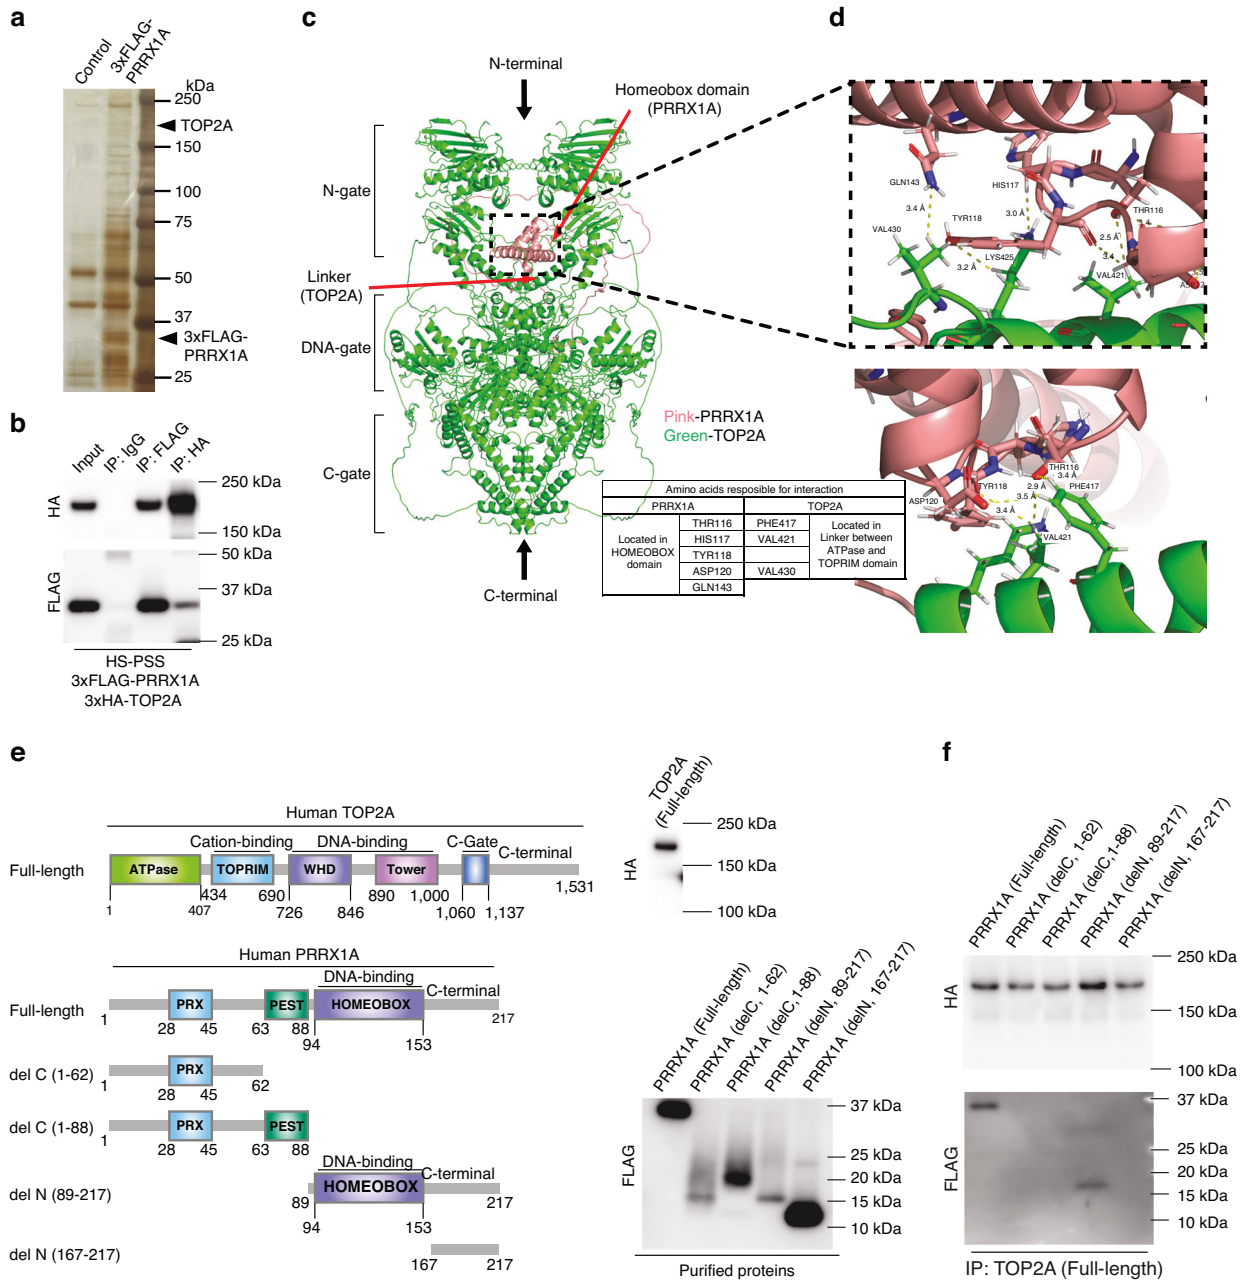 a
Control
3xFLAG-
PRRX1A
kDa
250
TOP2A
150
100
75
50
37
3xFLAG-
PRRX1A
25
b
Input
IP: IgG
IP: FLAG
IP: HA
HA
250 kDa
150 kDa
FLAG
50 kDa
37 kDa
25 kDa
HS-PSS
3xFLAG-PRRX1A
3xHA-TOP2A
c
N-terminal
Homeobox domain
(PRRX1A)
N-gate
Linker
(TOP2A)
DNA-gate
C-gate
Pink-PRRX1A
Green-TOP2A
C-terminal
Amino acids resposible for interaction
PRRX1A
TOP2A
Located in
HOMEOBOX
domain
THR116
HIS117
TYR118
ASP120
GLN143
PHE417
VAL421
VAL430
Located in
Linker between
ATPase and
TOPRIM domain
d
GLN143
HIS117
3.4 Å
3.0 Å
THR116
TYR118
2.5 Å
VAL430
LYS425
3.4
3.2 Å
VAL421
THR116
3.4 Å
TYR118
2.9 Å
PHE417
ASP120
3.5 Å
3.4 Å
VAL421
e
Human TOP2A
Cation-binding
DNA-binding
C-Gate
C-terminal
Full-length
ATPase
TOPRIM
WHD
Tower
1
407
434
690
726
846
890
1,000
1,060
1,137
1,531
Human PRRX1A
DNA-binding
C-terminal
Full-length
PRX
PEST
HOMEOBOX
1
28
45
63
88
94
153
217
del C (1-62)
PRX
1
28
45
62
del C (1-88)
PRX
PEST
1
28
45
63
88
DNA-binding
C-terminal
del N (89-217)
HOMEOBOX
89
94
153
217
del N (167-217)
167
217
TOP2A
(Full-length)
HA
250 kDa
150 kDa
100 kDa
PRRX1A (Full-length)
PRRX1A (delC, 1-62)
PRRX1A (delC,1-88)
PRRX1A (delN, 89-217)
PRRX1A (delN, 167-217)
FLAG
37 kDa
25 kDa
20 kDa
15 kDa
10 kDa
Purified proteins
f
PRRX1A (Full-length)
PRRX1A (delC, 1-62)
PRRX1A (delC,1-88)
PRRX1A (delN, 89-217)
PRRX1A (delN, 167-217)
HA
250 kDa
150 kDa
100 kDa
FLAG
37 kDa
25 kDa
20 kDa
15 kDa
10 kDa
IP: TOP2A (Full-length)